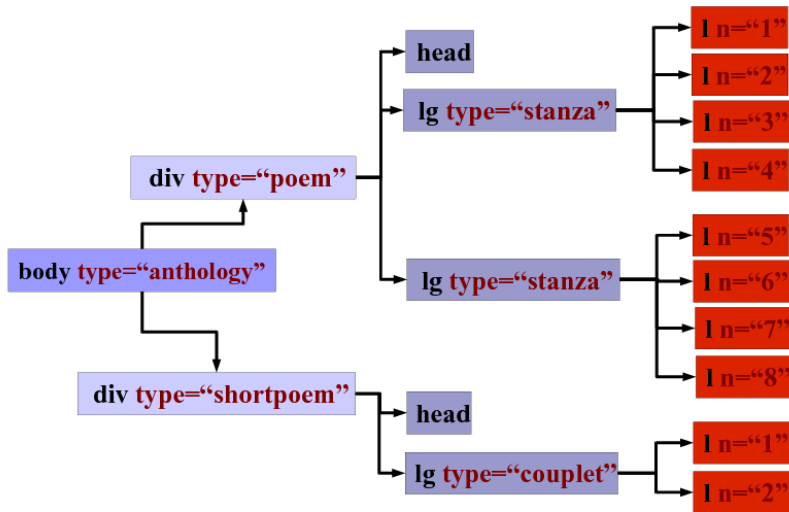 l n=“1”
head
l n=“2”
lg type=“stanza”
l n=“3”
l n=“4”
div type=“poem”
l n=“5”
body type=“anthology”
lg type=“stanza”
l n=“6”
l n=“7”
l n=“8”
div type=“shortpoem”
head
l n=“1”
lg type=“couplet”
l n=“2”